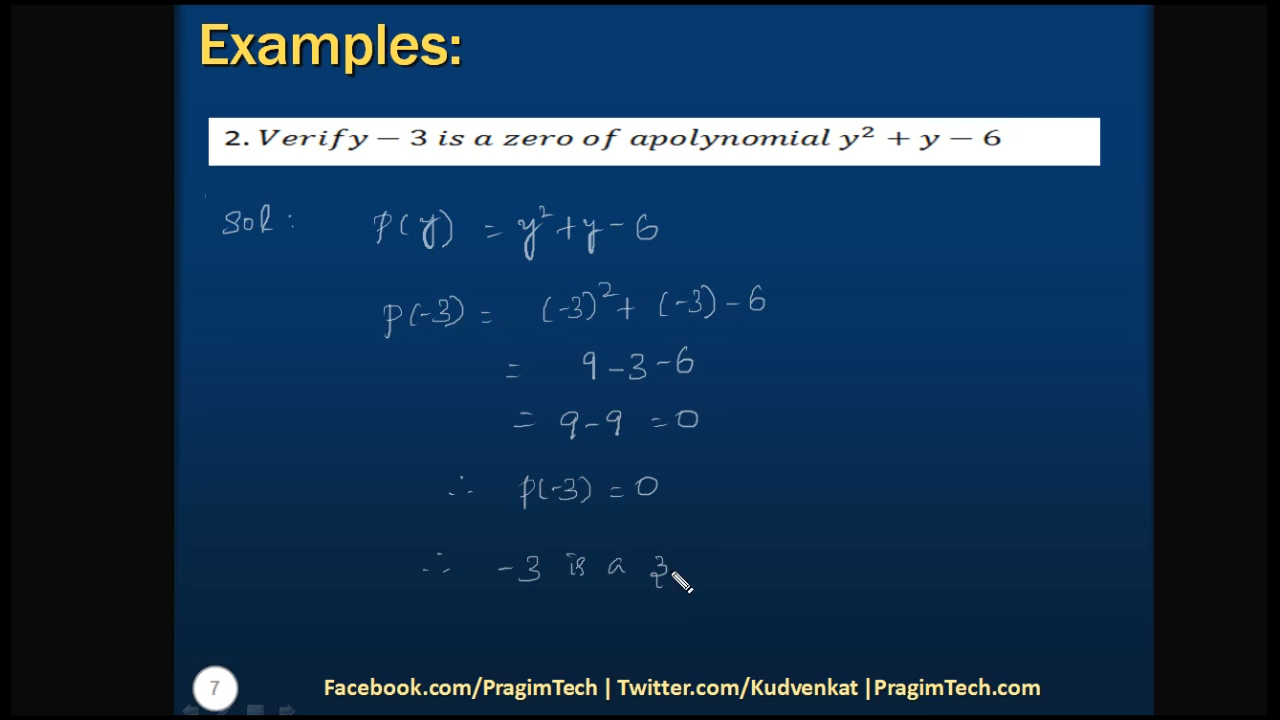 Examples:
2. Verify − 3 is a zero of apolynomial y² + y − 6
Sol : P(y) = y² + y - 6
P(-3) = (-3)² + (-3) - 6
= 9 - 3 - 6
= 9 - 9 = 0
∴ P(-3) = 0
∴ -3 is a z
7
Facebook.com/PragimTech | Twitter.com/Kudvenkat |PragimTech.com